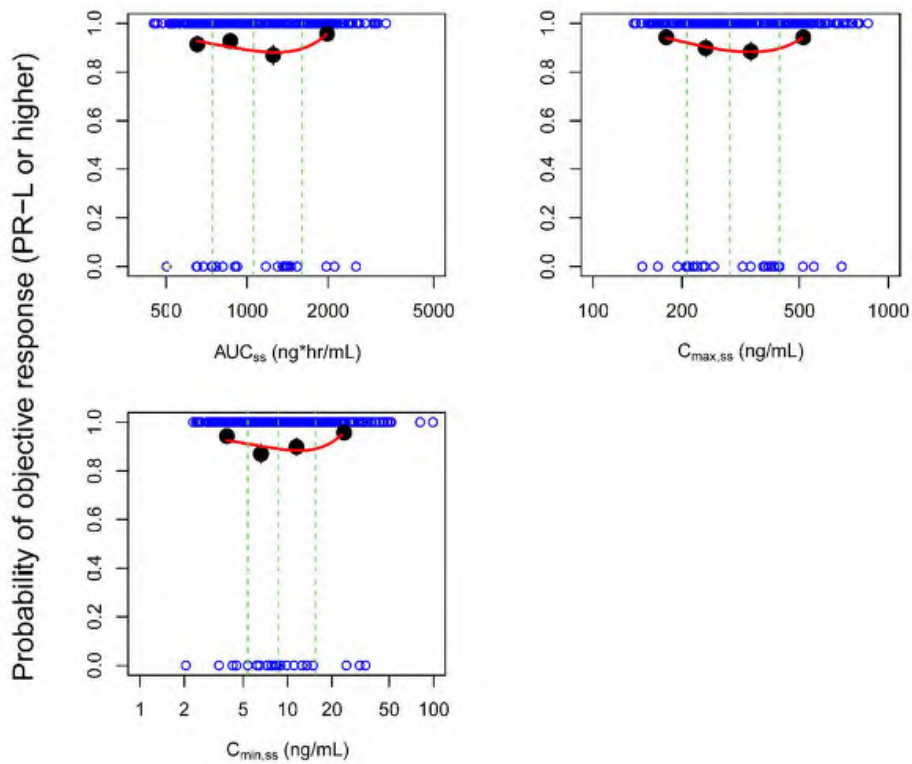 Probability of objective response (PR−L or higher)
0.0 0.2 0.4 0.6 0.8 1.0
500 1000 2000 5000
AUCss (ng*hr/mL)
0.0 0.2 0.4 0.6 0.8 1.0
100 200 500 1000
Cmax,ss (ng/mL)
0.0 0.2 0.4 0.6 0.8 1.0
1 2 5 10 20 50 100
Cmin,ss (ng/mL)